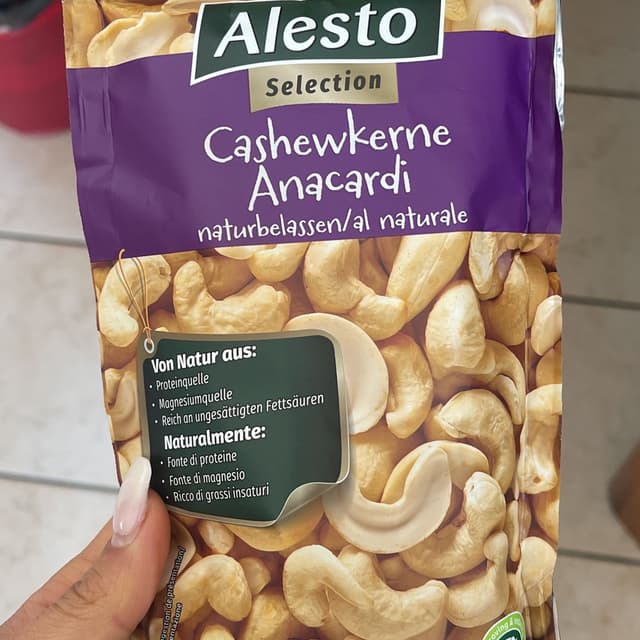 Alesto
Selection
Cashewkerne
Anacardi
naturbelassen/al naturale
Von Natur aus:
• Proteinquelle
• Magnesiumquelle
• Reich an ungesättigten Fettsäuren
Naturalmente:
• Fonte di proteine
• Fonte di magnesio
• Ricco di grassi insaturi